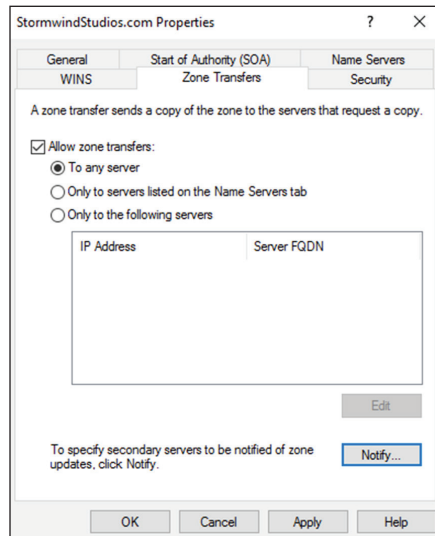 StormwindStudios.com Properties
?
General Start of Authority (SOA) Name Servers
WINS Zone Transfers Security
A zone transfer sends a copy of the zone to the servers that request a copy.
Allow zone transfers:
To any server
Only to servers listed on the Name Servers tab
Only to the following servers
IP Address Server FQDN
Edit
To specify secondary servers to be notified of zone
updates, click Notify.
Notify...
OK Cancel Apply Help